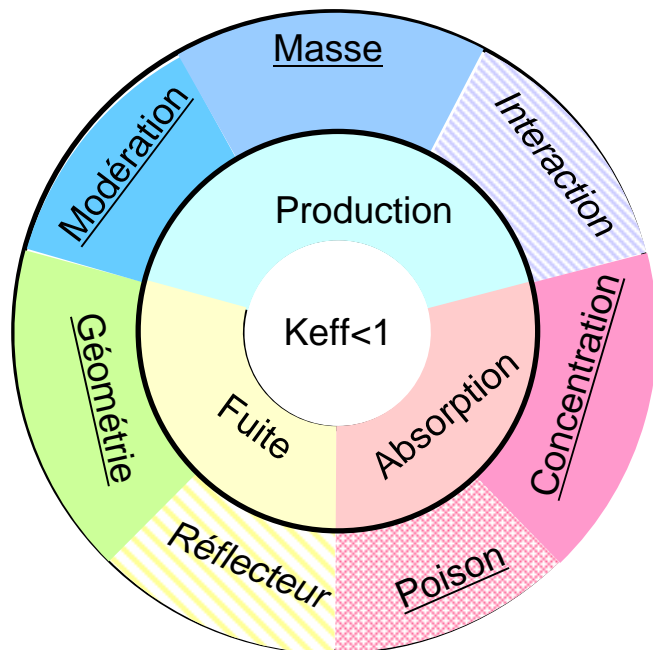 Masse
Modération
Interaction
Production
Keff<1
Géométrie
Fuite
Absorption
Concentration
Réflecteur
Poison